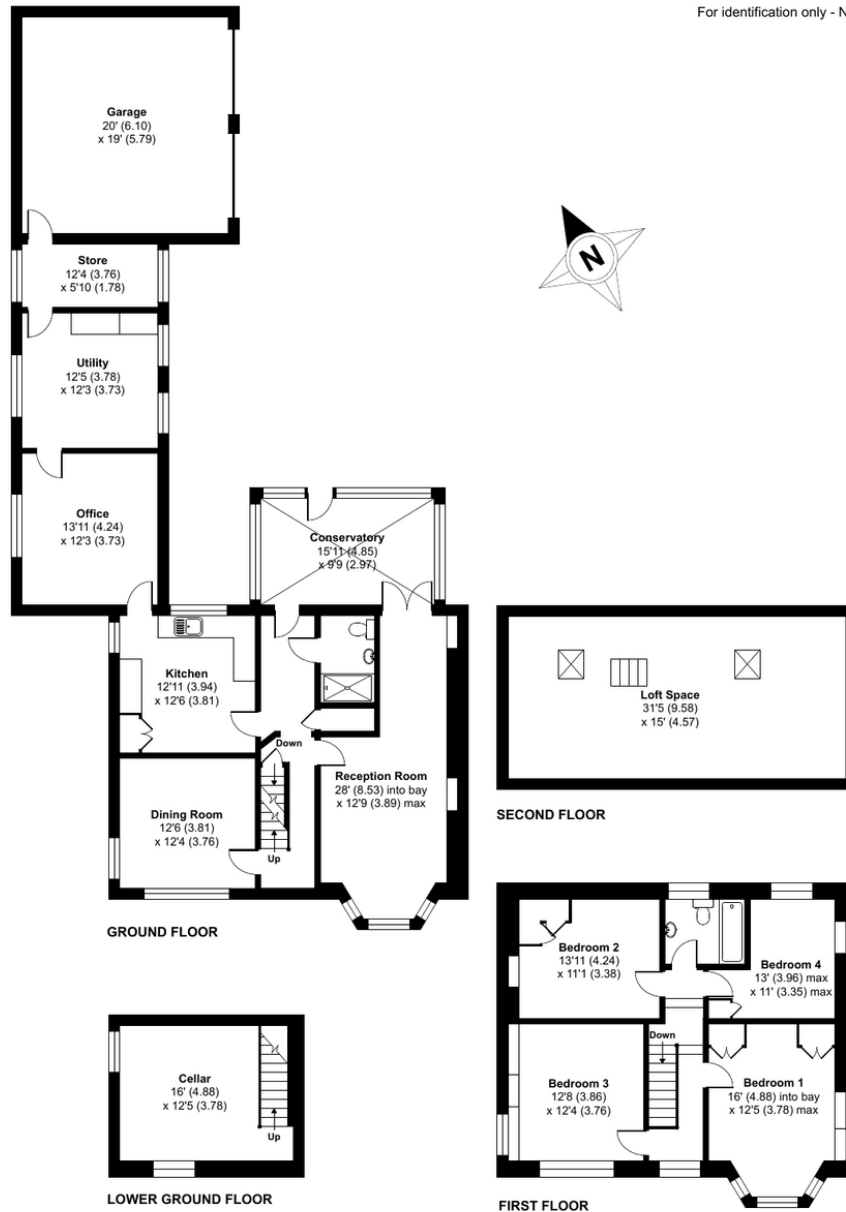 For identification only - N
Garage
20' (6.10)
x 19' (5.79)
N
Store
12'4 (3.76)
x 5'10 (1.78)
Utility
12'5 (3.78)
x 12'3 (3.73)
Office
13'11 (4.24)
x 12'3 (3.73)
Conservatory
15'11 (4.85)
x 9'9 (2.97)
Kitchen
12'11 (3.94)
x 12'6 (3.81)
Down
Reception Room
28' (8.53) into bay
x 12'9 (3.89) max
Dining Room
12'6 (3.81)
x 12'4 (3.76)
Up
GROUND FLOOR
Loft Space
31'5 (9.58)
x 15' (4.57)
SECOND FLOOR
Bedroom 2
13'11 (4.24)
x 11'1 (3.38)
Bedroom 4
13' (3.96) max
x 11' (3.35) max
Down
Bedroom 3
12'8 (3.86)
x 12'4 (3.76)
Bedroom 1
16' (4.88) into bay
x 12'5 (3.78) max
FIRST FLOOR
Cellar
16' (4.88)
x 12'5 (3.78)
Up
LOWER GROUND FLOOR